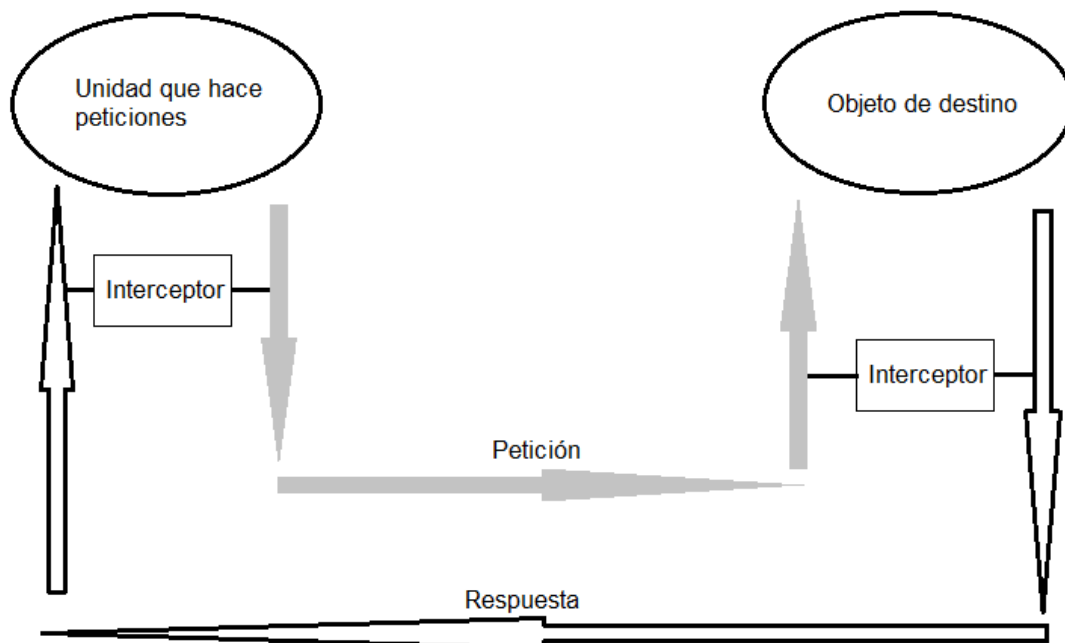 Unidad que hace
peticiones
Objeto de destino
Interceptor
Interceptor
Petición
Respuesta